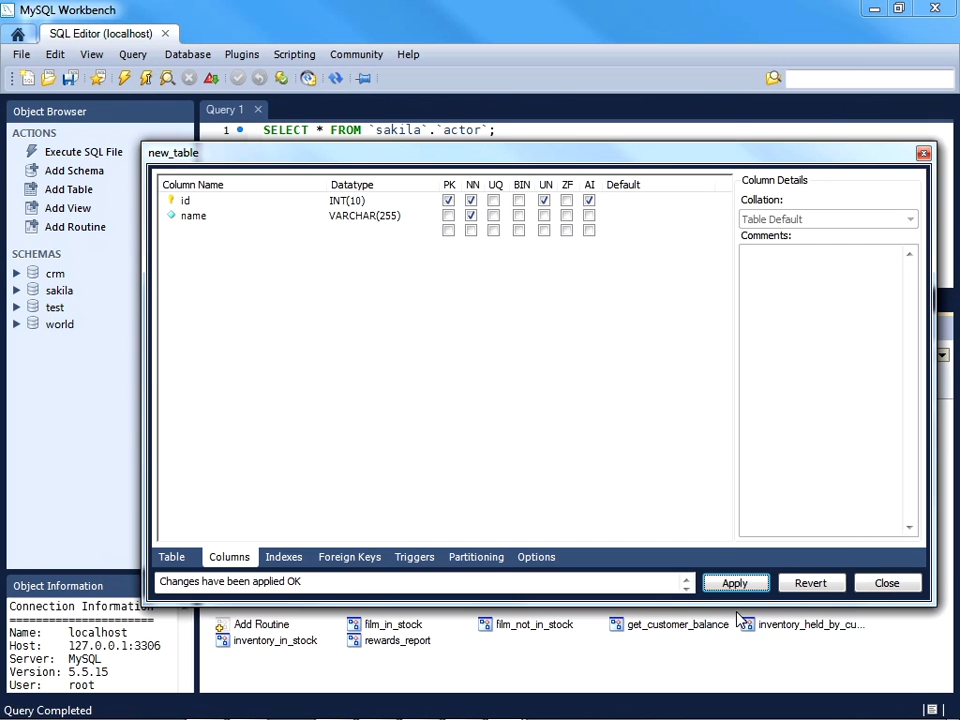 MySQL Workbench
SQL Editor (localhost)
File Edit View Query Database Plugins Scripting Community Help
Object Browser
Query 1
ACTIONS
1 SELECT * FROM `sakila`.`actor`;
Execute SQL File
Add Schema
Add Table
Add View
Add Routine
SCHEMAS
crm
sakila
test
world
new_table
Column Name Datatype PK NN UQ BIN UN ZF AI Default
id INT(10)
name VARCHAR(255)
Column Details
Collation:
Table Default
Comments:
Table Columns Indexes Foreign Keys Triggers Partitioning Options
Changes have been applied OK
Apply Revert Close
Object Information
Connection Information
Name: localhost
Host: 127.0.0.1:3306
Server: MySQL
Version: 5.5.15
User: root
Add Routine film_in_stock film_not_in_stock get_customer_balance inventory_held_by_cu...
inventory_in_stock rewards_report
Query Completed